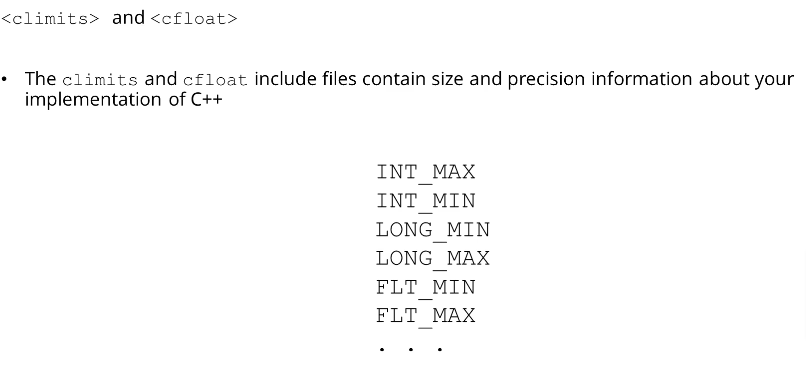 <climits> and <cfloat>
• The climits and cfloat include files contain size and precision information about your
implementation of C++
INT_MAX
INT_MIN
LONG_MIN
LONG_MAX
FLT_MIN
FLT_MAX
. . .